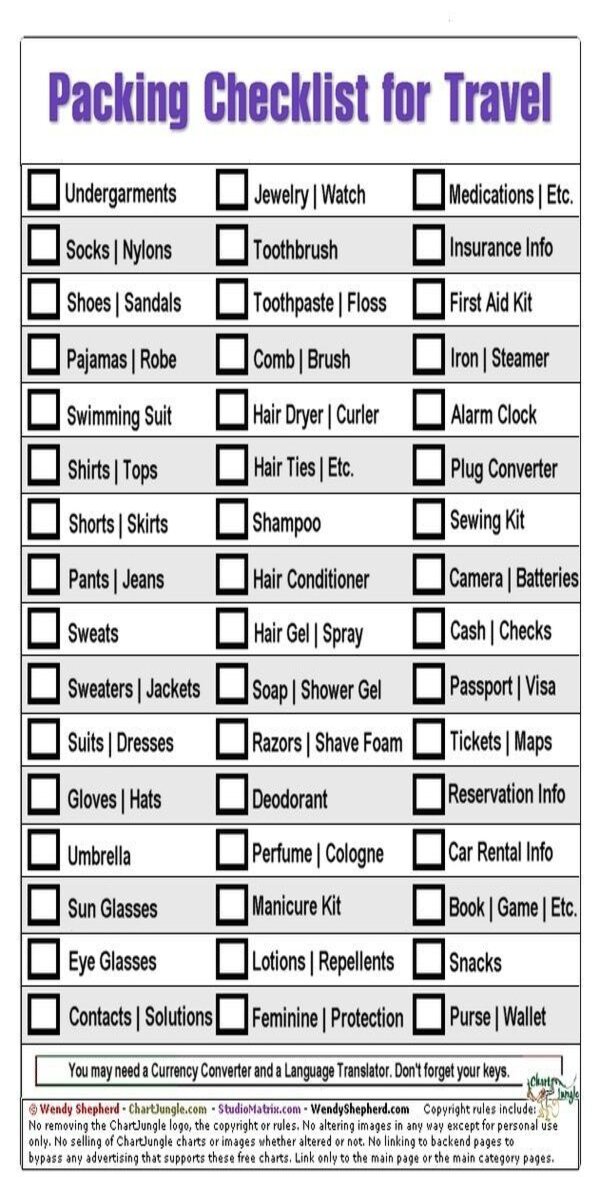 Packing Checklist for Travel
Undergarments Jewelry | Watch Medications | Etc.
Socks | Nylons Toothbrush Insurance Info
Shoes | Sandals Toothpaste | Floss First Aid Kit
Pajamas | Robe Comb | Brush Iron | Steamer
Swimming Suit Hair Dryer | Curler Alarm Clock
Shirts | Tops Hair Ties | Etc. Plug Converter
Shorts | Skirts Shampoo Sewing Kit
Pants | Jeans Hair Conditioner Camera | Batteries
Sweats Hair Gel | Spray Cash | Checks
Sweaters | Jackets Soap | Shower Gel Passport | Visa
Suits | Dresses Razors | Shave Foam Tickets | Maps
Gloves | Hats Deodorant Reservation Info
Umbrella Perfume | Cologne Car Rental Info
Sun Glasses Manicure Kit Book | Game | Etc.
Eye Glasses Lotions | Repellents Snacks
Contacts | Solutions Feminine | Protection Purse | Wallet
You may need a Currency Converter and a Language Translator. Don't forget your keys.
Chart Jungle
© Wendy Shepherd - ChartJungle.com - StudioMatrix.com - WendyShepherd.com Copyright rules include:
No removing the ChartJungle logo, the copyright or rules. No altering images in any way except for personal use
only. No selling of ChartJungle charts or images whether altered or not. No linking to backend pages to
bypass any advertising that supports these free charts. Link only to the main page or the main category pages.